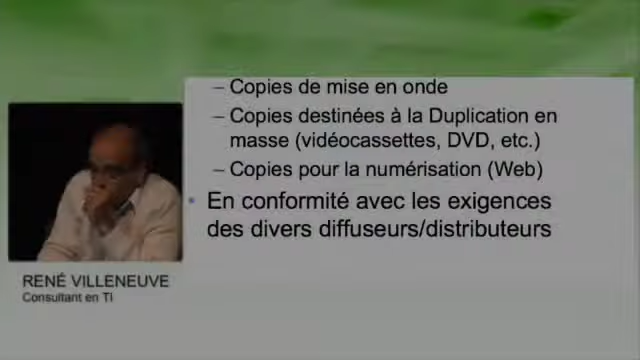 – Copies de mise en onde
– Copies destinées à la Duplication en
masse (vidéocassettes, DVD, etc.)
– Copies pour la numérisation (Web)
• En conformité avec les exigences
des divers diffuseurs/distributeurs
RENÉ VILLENEUVE
Consultant en TI